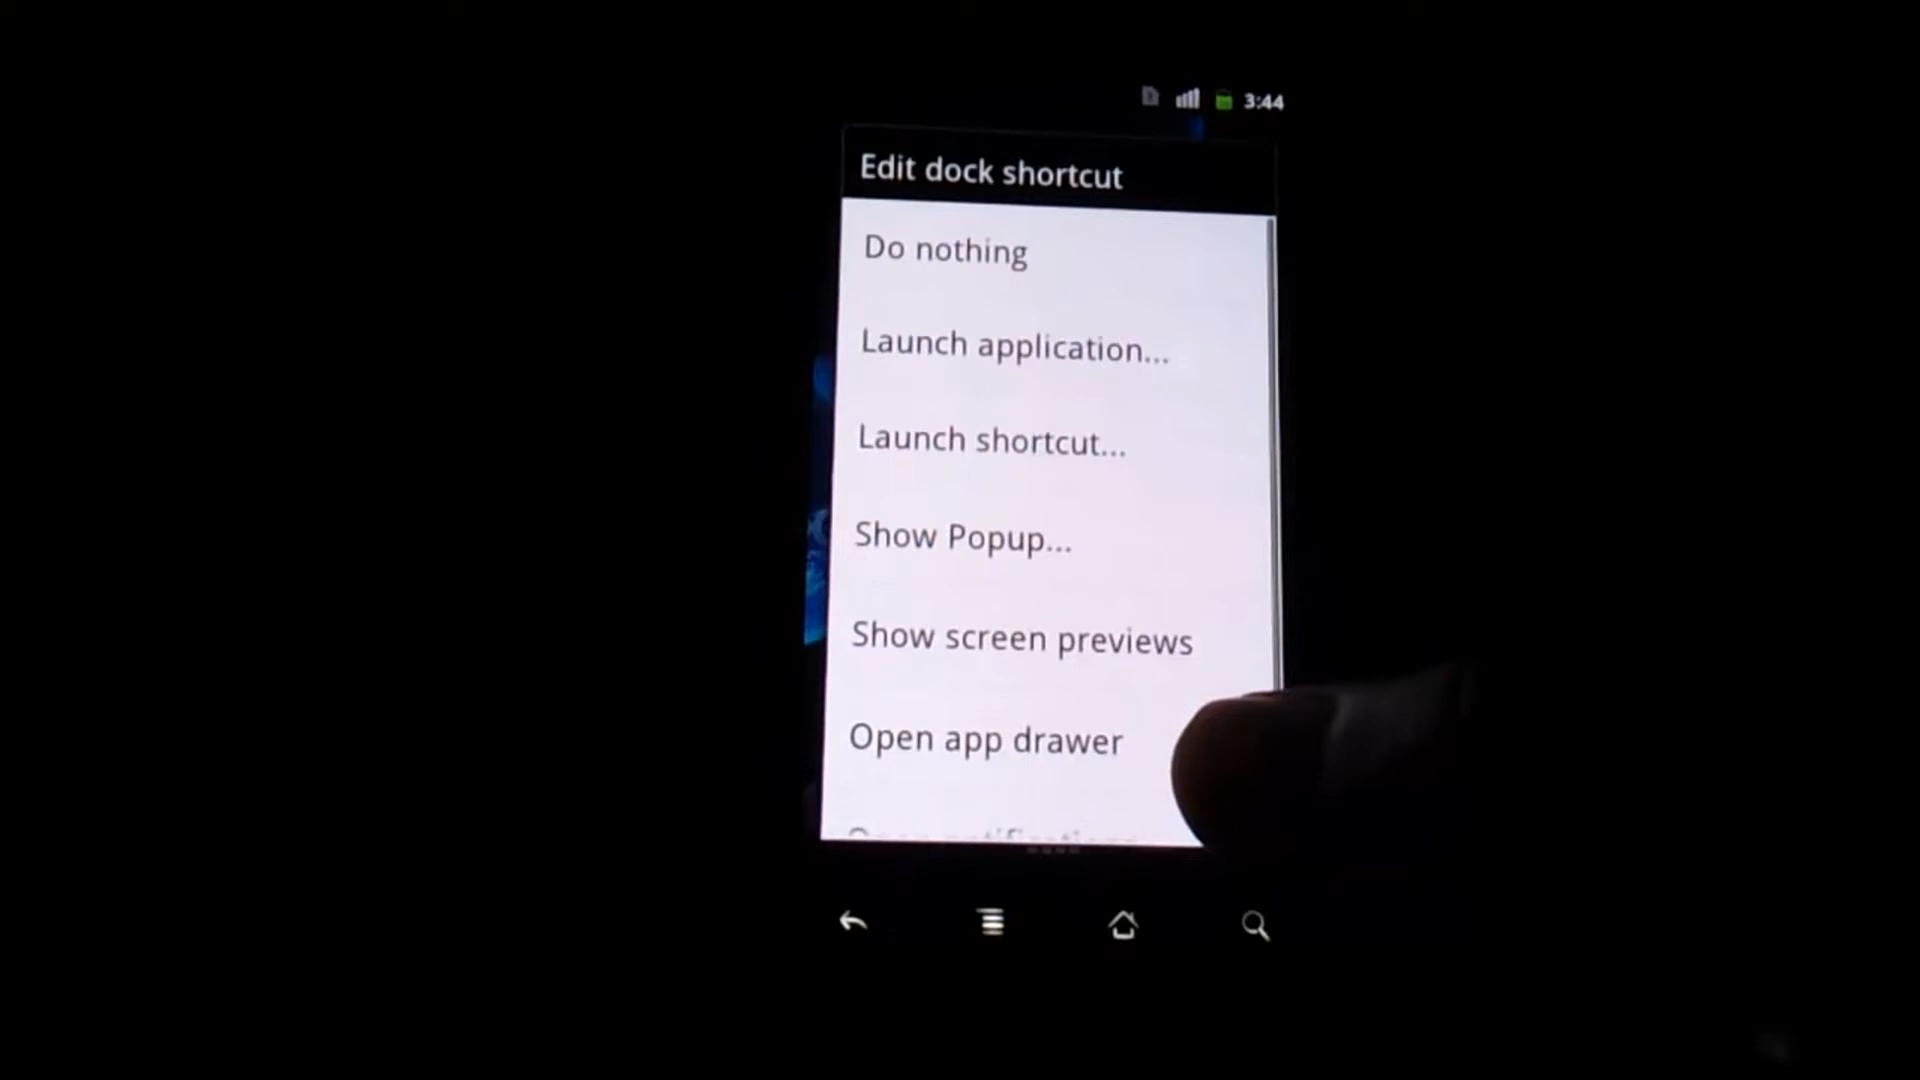 3:44
Edit dock shortcut
Do nothing
Launch application...
Launch shortcut...
Show Popup...
Show screen previews
Open app drawer